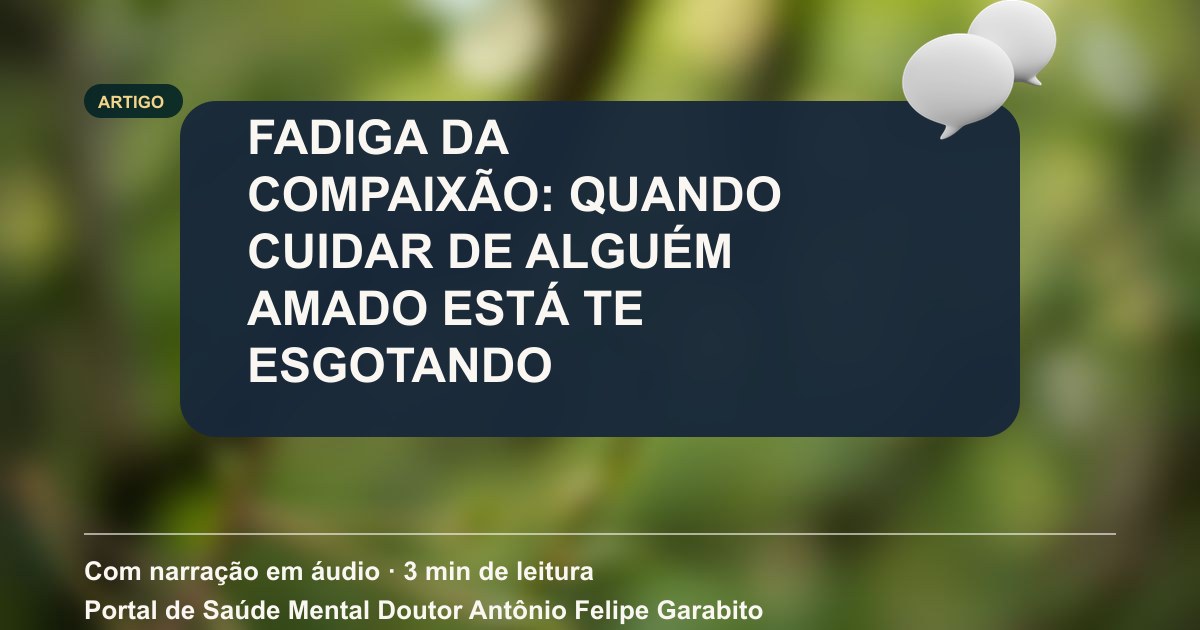 ARTIGO
FADIGA DA
COMPAIXÃO: QUANDO
CUIDAR DE ALGUÉM
AMADO ESTÁ TE
ESGOTANDO
Com narração em áudio · 3 min de leitura
Portal de Saúde Mental Doutor Antônio Felipe Garabito